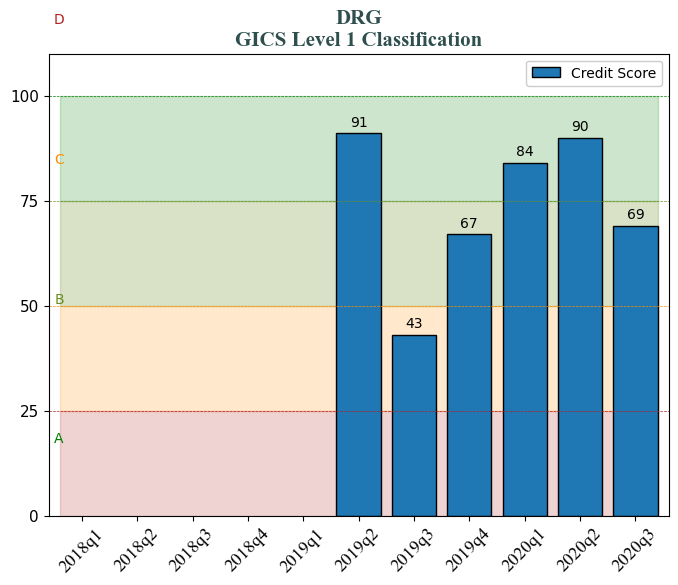 D
DRG
GICS Level 1 Classification
Credit Score
100
91
90
84
C
75
69
67
50
B
43
25
A
0
2018q1
2018q2
2018q3
2018q4
2019q1
2019q2
2019q3
2019q4
2020q1
2020q2
2020q3